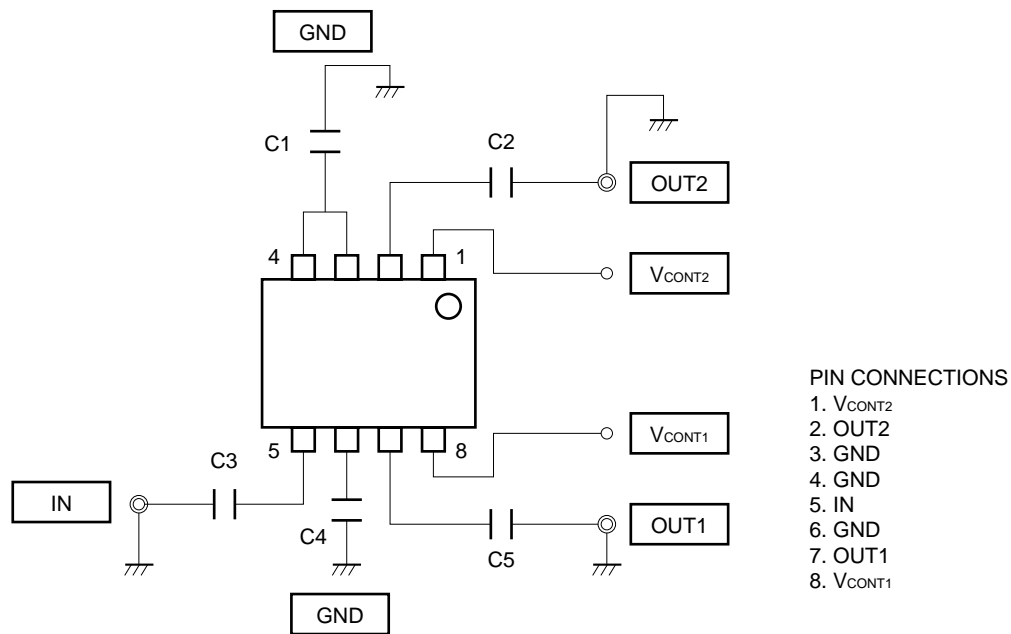 GND
C1
C2
OUT2
4
1
VCONT2
PIN CONNECTIONS
1. VCONT2
2. OUT2
3. GND
4. GND
5. IN
6. GND
7. OUT1
8. VCONT1
VCONT1
5
8
C3
IN
C4
C5
OUT1
GND